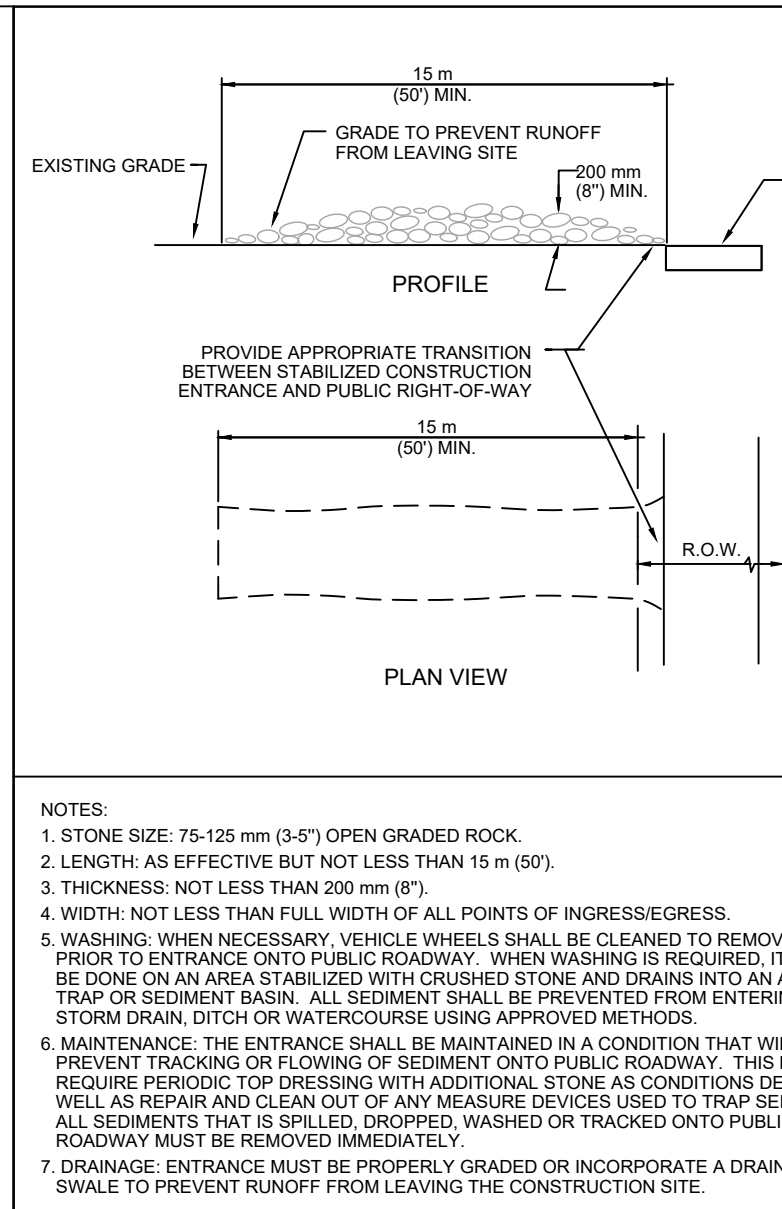 15 m
(50') MIN.
GRADE TO PREVENT RUNOFF
FROM LEAVING SITE
EXISTING GRADE
200 mm
(8") MIN.
PROFILE
PROVIDE APPROPRIATE TRANSITION
BETWEEN STABILIZED CONSTRUCTION
ENTRANCE AND PUBLIC RIGHT-OF-WAY
15 m
(50') MIN.
R.O.W.
PLAN VIEW
NOTES:
1. STONE SIZE: 75-125 mm (3-5") OPEN GRADED ROCK.
2. LENGTH: AS EFFECTIVE BUT NOT LESS THAN 15 m (50').
3. THICKNESS: NOT LESS THAN 200 mm (8").
4. WIDTH: NOT LESS THAN FULL WIDTH OF ALL POINTS OF INGRESS/EGRESS.
5. WASHING: WHEN NECESSARY, VEHICLE WHEELS SHALL BE CLEANED TO REMOV
PRIOR TO ENTRANCE ONTO PUBLIC ROADWAY. WHEN WASHING IS REQUIRED, IT
BE DONE ON AN AREA STABILIZED WITH CRUSHED STONE AND DRAINS INTO AN A
TRAP OR SEDIMENT BASIN. ALL SEDIMENT SHALL BE PREVENTED FROM ENTERIN
STORM DRAIN, DITCH OR WATERCOURSE USING APPROVED METHODS.
6. MAINTENANCE: THE ENTRANCE SHALL BE MAINTAINED IN A CONDITION THAT WI
PREVENT TRACKING OR FLOWING OF SEDIMENT ONTO PUBLIC ROADWAY. THIS
REQUIRE PERIODIC TOP DRESSING WITH ADDITIONAL STONE AS CONDITIONS DE
WELL AS REPAIR AND CLEAN OUT OF ANY MEASURE DEVICES USED TO TRAP SE
ALL SEDIMENTS THAT IS SPILLED, DROPPED, WASHED OR TRACKED ONTO PUBLI
ROADWAY MUST BE REMOVED IMMEDIATELY.
7. DRAINAGE: ENTRANCE MUST BE PROPERLY GRADED OR INCORPORATE A DRAIN
SWALE TO PREVENT RUNOFF FROM LEAVING THE CONSTRUCTION SITE.